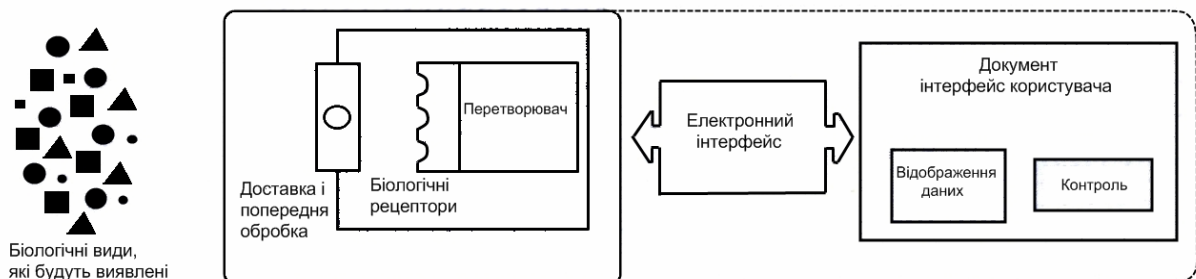 Біологічні види,
які будуть виявлені
Доставка і
попередня
обробка
Біологічні
рецептори
Перетворювач
Електронний
інтерфейс
Документ
інтерфейс користувача
Відображення
даних
Контроль